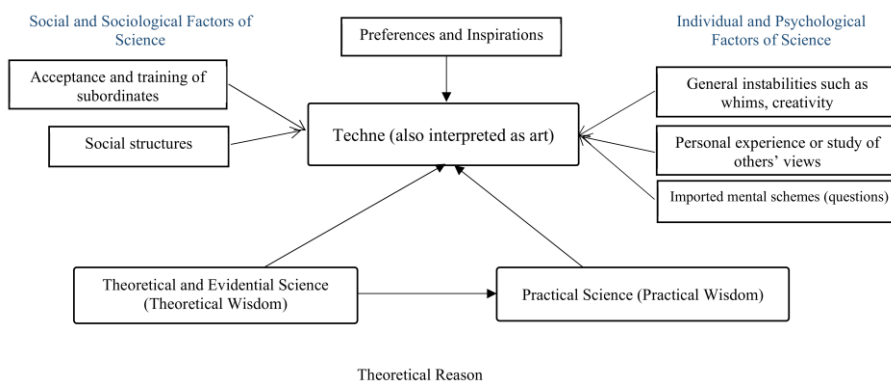 Social and Sociological Factors of
Science
Preferences and Inspirations
Individual and Psychological
Factors of Science
Acceptance and training of
subordinates
Social structures
Techne (also interpreted as art)
General instabilities such as
whims, creativity
Personal experience or study of
others’ views
Imported mental schemes (questions)
Theoretical and Evidential Science
(Theoretical Wisdom)
Practical Science (Practical Wisdom)
Theoretical Reason